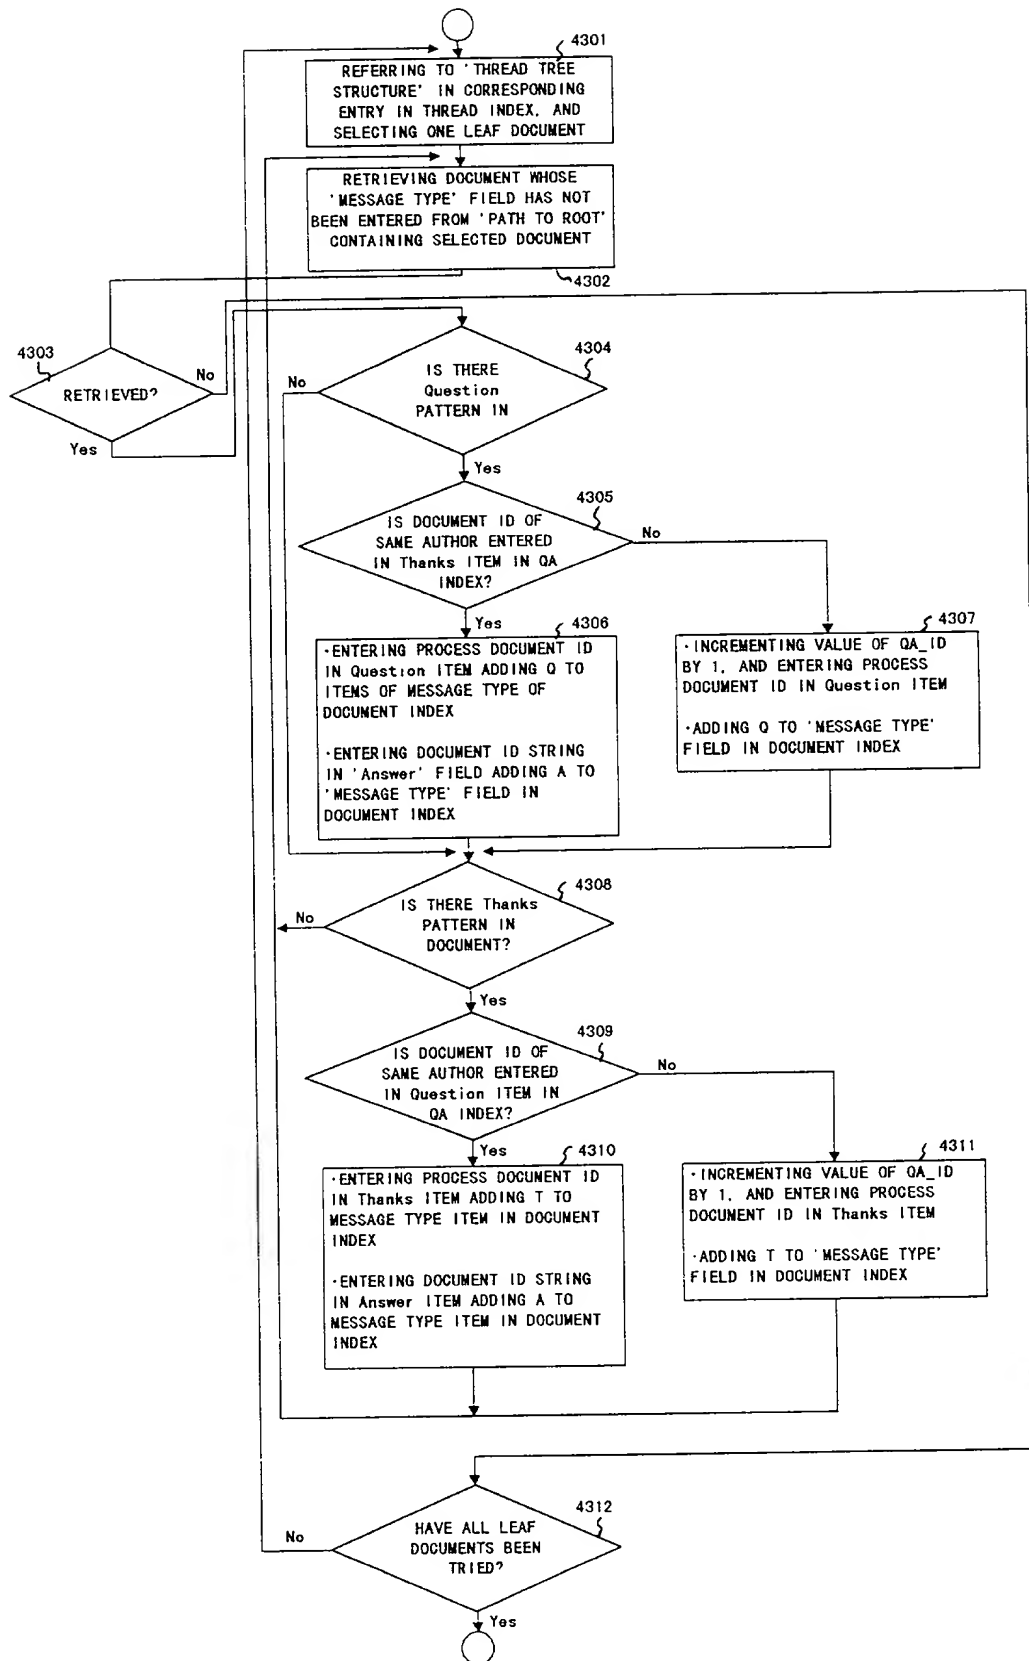 4301
REFERRING TO 'THREAD TREE
STRUCTURE' IN CORRESPONDING
ENTRY IN THREAD INDEX, AND
SELECTING ONE LEAF DOCUMENT
RETRIEVING DOCUMENT WHOSE
'MESSAGE TYPE' FIELD HAS NOT
BEEN ENTERED FROM 'PATH TO ROOT'
CONTAINING SELECTED DOCUMENT
4302
4303
RETRIEVED?
No
Yes
4304
IS THERE
Question
PATTERN IN
No
Yes
4305
IS DOCUMENT ID OF
SAME AUTHOR ENTERED
IN Thanks ITEM IN QA
INDEX?
No
Yes
4306
·ENTERING PROCESS DOCUMENT ID
IN Question ITEM ADDING Q TO
ITEMS OF MESSAGE TYPE OF
DOCUMENT INDEX
·ENTERING DOCUMENT ID STRING
IN 'Answer' FIELD ADDING A TO
'MESSAGE TYPE' FIELD IN
DOCUMENT INDEX
4307
·INCREMENTING VALUE OF QA_ID
BY 1, AND ENTERING PROCESS
DOCUMENT ID IN Question ITEM
·ADDING Q TO 'MESSAGE TYPE'
FIELD IN DOCUMENT INDEX
4308
IS THERE Thanks
PATTERN IN
DOCUMENT?
No
Yes
4309
IS DOCUMENT ID OF
SAME AUTHOR ENTERED
IN Question ITEM IN
QA INDEX?
No
Yes
4310
·ENTERING PROCESS DOCUMENT ID
IN Thanks ITEM ADDING T TO
MESSAGE TYPE ITEM IN DOCUMENT
INDEX
·ENTERING DOCUMENT ID STRING
IN Answer ITEM ADDING A TO
MESSAGE TYPE ITEM IN DOCUMENT
INDEX
4311
·INCREMENTING VALUE OF QA_ID
BY 1, AND ENTERING PROCESS
DOCUMENT ID IN Thanks ITEM
·ADDING T TO 'MESSAGE TYPE'
FIELD IN DOCUMENT INDEX
4312
HAVE ALL LEAF
DOCUMENTS BEEN
TRIED?
No
Yes